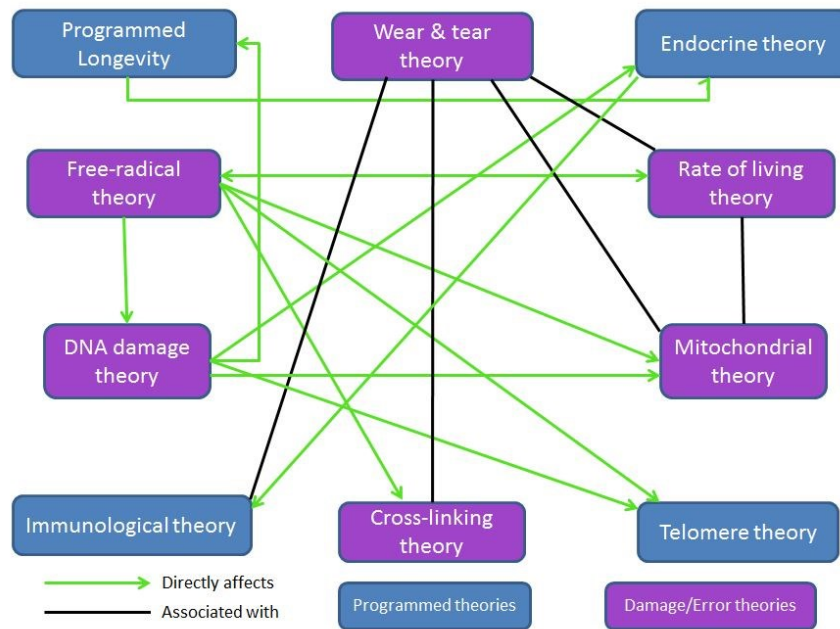 Programmed
Longevity
Wear & tear
theory
Endocrine theory
Free-radical
theory
Rate of living
theory
DNA damage
theory
Mitochondrial
theory
Immunological theory
Cross-linking
theory
Telomere theory
Directly affects
Associated with
Programmed theories
Damage/Error theories